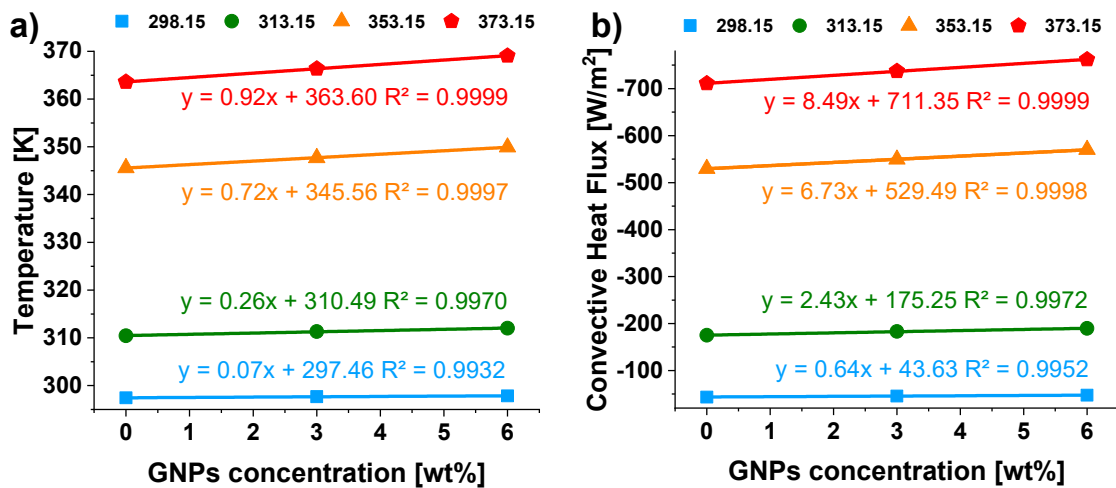 a)
298.15 313.15 353.15 373.15
370
360
350
340
330
320
310
300
Temperature [K]
y = 0.92x + 363.60 R² = 0.9999
y = 0.72x + 345.56 R² = 0.9997
y = 0.26x + 310.49 R² = 0.9970
y = 0.07x + 297.46 R² = 0.9932
0 1 2 3 4 5 6
GNPs concentration [wt%]
b)
298.15 313.15 353.15 373.15
-700
-600
-500
-400
-300
-200
-100
Convective Heat Flux [W/m²]
y = 8.49x + 711.35 R² = 0.9999
y = 6.73x + 529.49 R² = 0.9998
y = 2.43x + 175.25 R² = 0.9972
y = 0.64x + 43.63 R² = 0.9952
0 1 2 3 4 5 6
GNPs concentration [wt%]